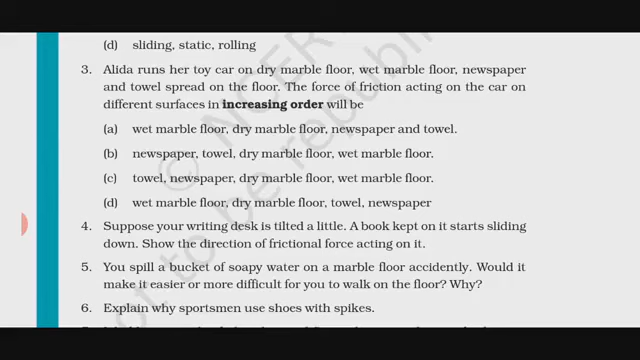 (d) sliding, static, rolling
3. Alida runs her toy car on dry marble floor, wet marble floor, newspaper
and towel spread on the floor. The force of friction acting on the car on
different surfaces in increasing order will be
(a) wet marble floor, dry marble floor, newspaper and towel.
(b) newspaper, towel, dry marble floor, wet marble floor.
(c) towel, newspaper, dry marble floor, wet marble floor.
(d) wet marble floor, dry marble floor, towel, newspaper
4. Suppose your writing desk is tilted a little. A book kept on it starts sliding
down. Show the direction of frictional force acting on it.
5. You spill a bucket of soapy water on a marble floor accidently. Would it
make it easier or more difficult for you to walk on the floor? Why?
6. Explain why sportsmen use shoes with spikes.